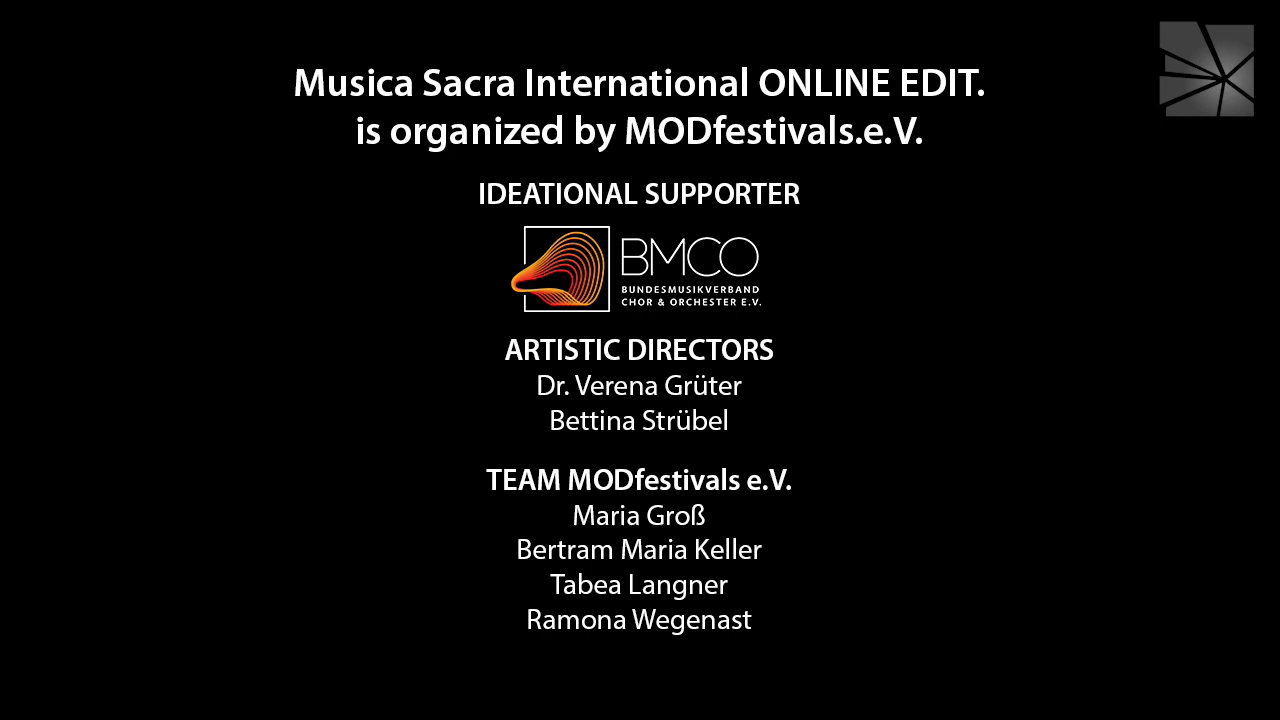 Musica Sacra International ONLINE EDIT.
is organized by MODfestivals.e.V.
IDEATIONAL SUPPORTER
BMCO
BUNDESMUSIKVERBAND
CHOR & ORCHESTER E.V.
ARTISTIC DIRECTORS
Dr. Verena Grüter
Bettina Strübel
TEAM MODfestivals e.V.
Maria Groß
Bertram Maria Keller
Tabea Langner
Ramona Wegenast